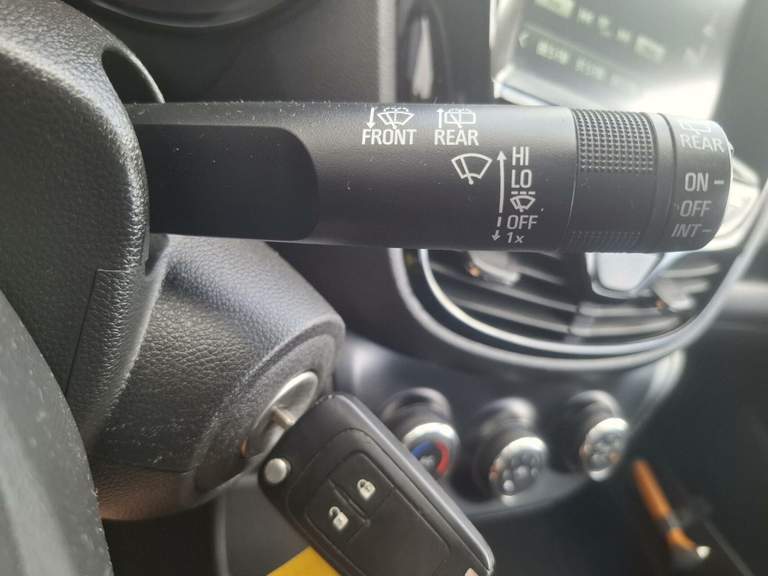 FRONT REAR
HI
LO
OFF
1x
REAR
ON
OFF
INT